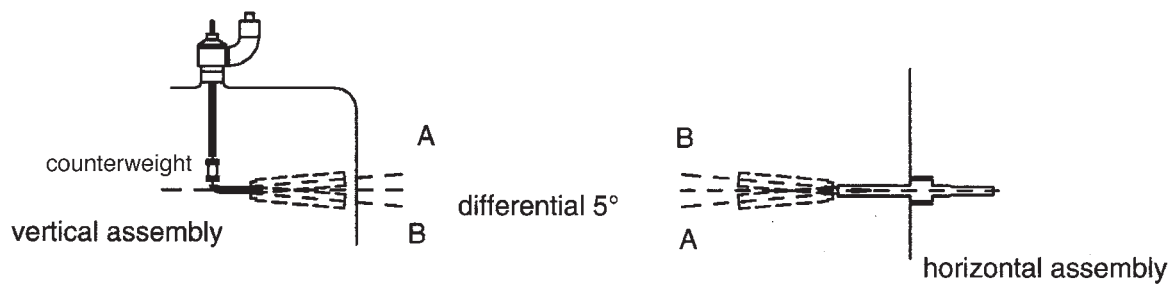 A
B
counterweight
differential 5°
vertical assembly
B
A
horizontal assembly